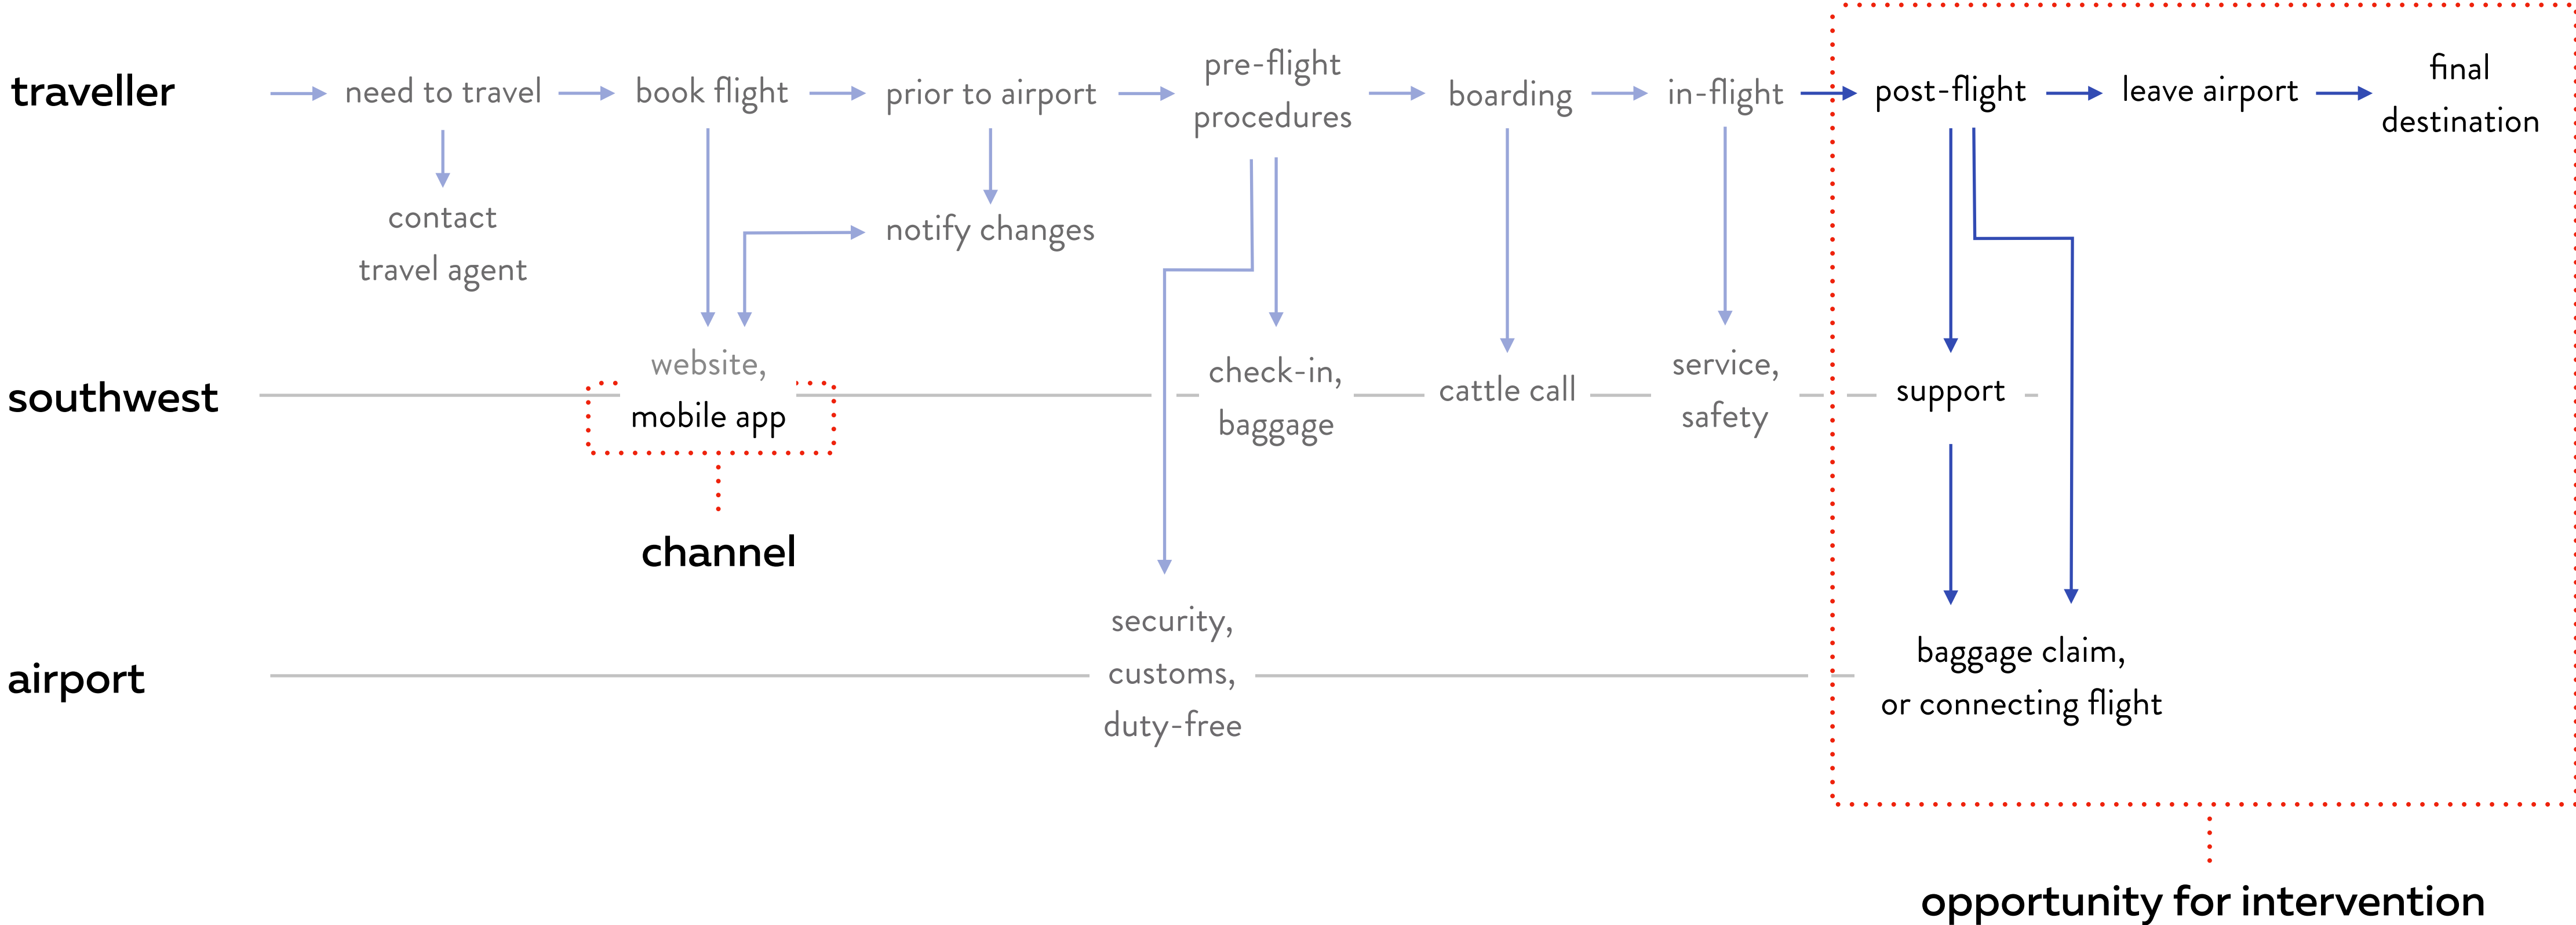 traveller
need to travel
book flight
prior to airport
pre-flight
procedures
boarding
in-flight
post-flight
leave airport
final
destination
contact
travel agent
notify changes
southwest
website,
mobile app
check-in,
baggage
cattle call
service,
safety
support
channel
airport
security,
customs,
duty-free
baggage claim,
or connecting flight
opportunity for intervention